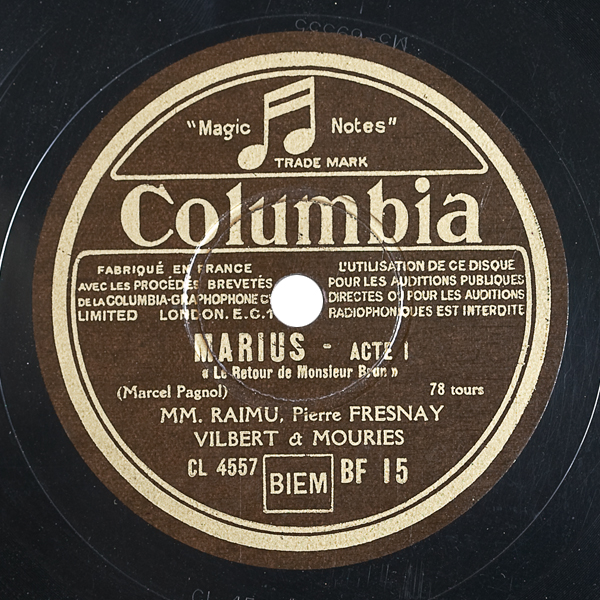 "Magic Notes"
TRADE MARK
Columbia
FABRIQUÉ EN FRANCE
AVEC LES PROCÉDÉS BREVETÉS
DE LA COLUMBIA-GRAPHOPHONE Cº
LIMITED LONDON. E.C.1
L'UTILISATION DE CE DISQUE
POUR LES AUDITIONS PUBLIQUES
DIRECTES OU POUR LES AUDITIONS
RADIOPHONIQUES EST INTERDITE
MARIUS - ACTE I
« Le Retour de Monsieur Brun »
(Marcel Pagnol) 78 tours
MM. RAIMU, Pierre FRESNAY
VILBERT & MOURIES
CL 4557 BIEM BF 15